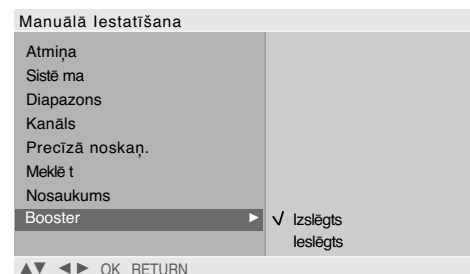 Manuālā Iestatīšana
Atmiņa
Sistē ma
Diapazons
Kanāls
Precīzā noskaņ.
Meklē t
Nosaukums
Booster ► √ Izslēgts
Ieslēgts
▲▼ ◄► OK RETURN